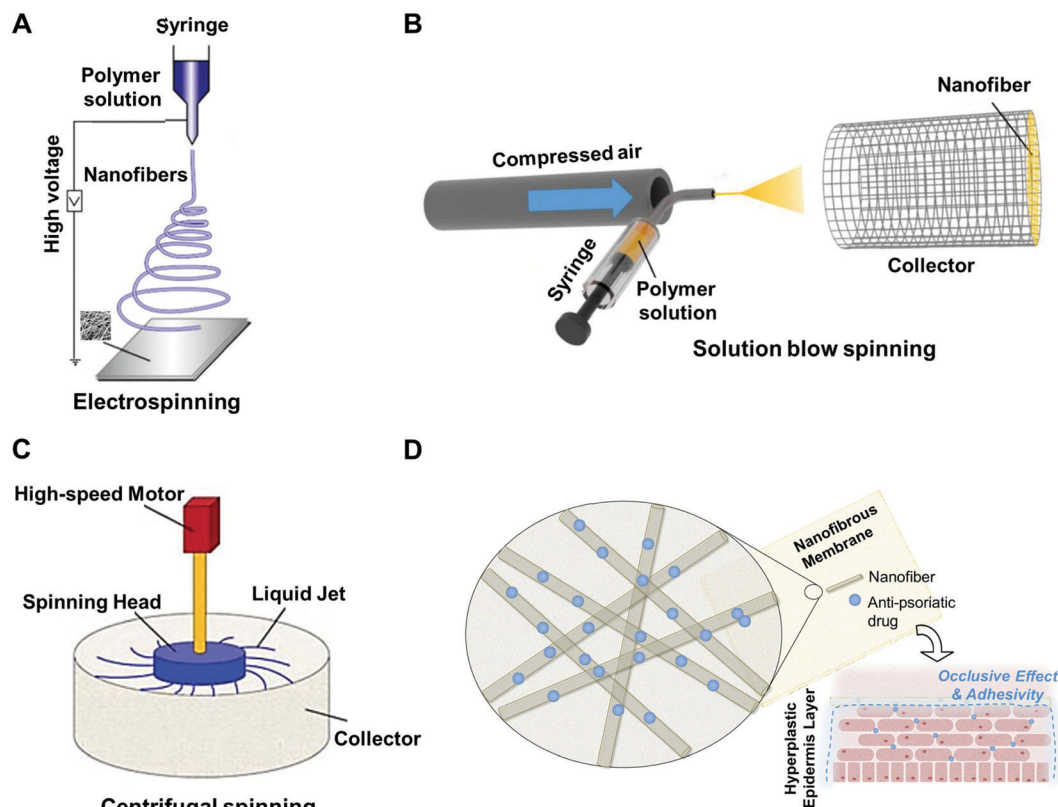 A
Syringe
Polymer
solution
High voltage
V
Nanofibers
Electrospinning
B
Nanofiber
Compressed air
Syringe
Polymer
solution
Collector
Solution blow spinning
C
High-speed Motor
Spinning Head
Liquid Jet
Collector
Centrifugal spinning
D
Nanofibrous
Membrane
Nanofiber
Anti-psoriatic
drug
Occlusive Effect
& Adhesivity
Hyperplastic
Epidermis Layer